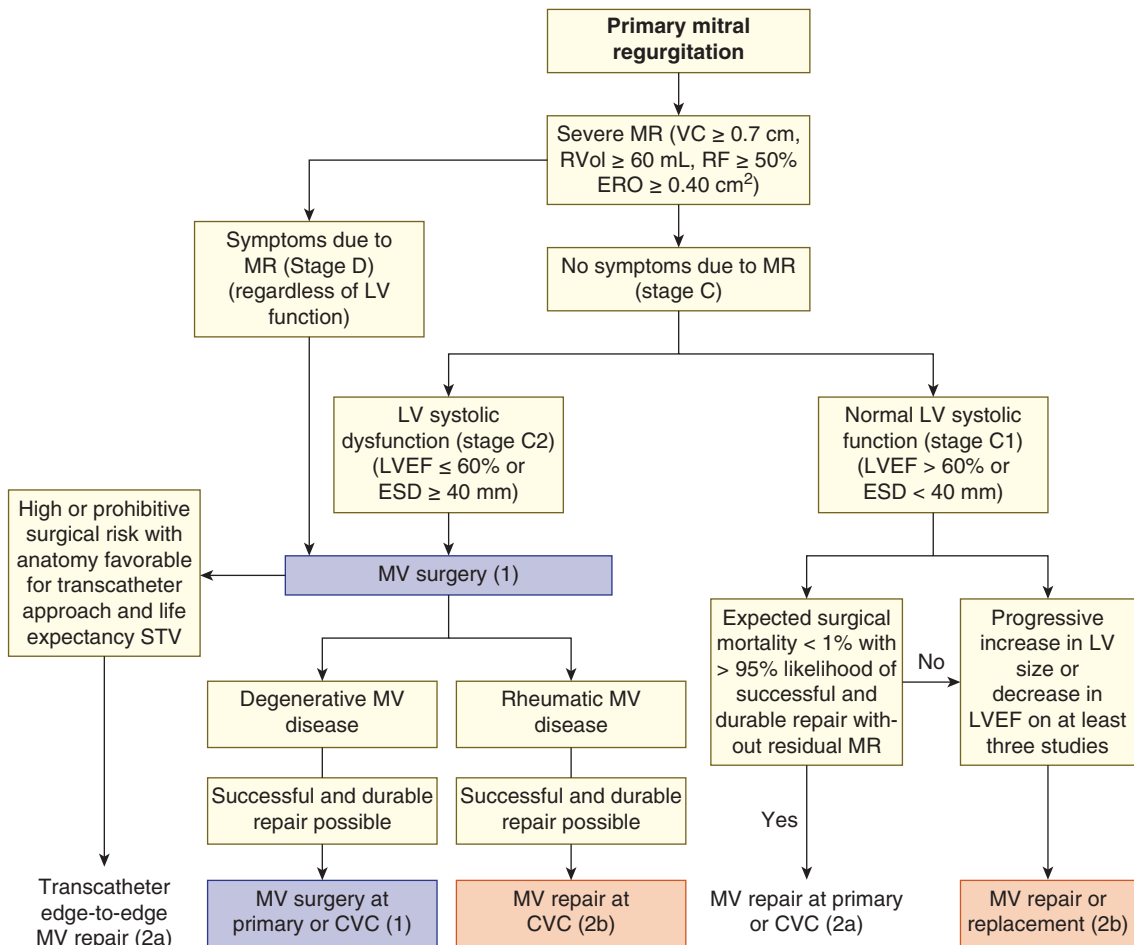 Primary mitral
regurgitation
Severe MR (VC ≥ 0.7 cm,
RVol ≥ 60 mL, RF ≥ 50%
ERO ≥ 0.40 cm²)
Symptoms due to
MR (Stage D)
(regardless of LV
function)
No symptoms due to MR
(stage C)
LV systolic
dysfunction (stage C2)
(LVEF ≤ 60% or
ESD ≥ 40 mm)
Normal LV systolic
function (stage C1)
(LVEF > 60% or
ESD < 40 mm)
High or prohibitive
surgical risk with
anatomy favorable
for transcatheter
approach and life
expectancy STV
MV surgery (1)
Expected surgical
mortality < 1% with
> 95% likelihood of
successful and
durable repair with-
out residual MR
No
Progressive
increase in LV
size or
decrease in
LVEF on at least
three studies
Degenerative MV
disease
Rheumatic MV
disease
Successful and durable
repair possible
Successful and durable
repair possible
Yes
Transcatheter
edge-to-edge
MV repair (2a)
MV surgery at
primary or CVC (1)
MV repair at
CVC (2b)
MV repair at primary
or CVC (2a)
MV repair or
replacement (2b)